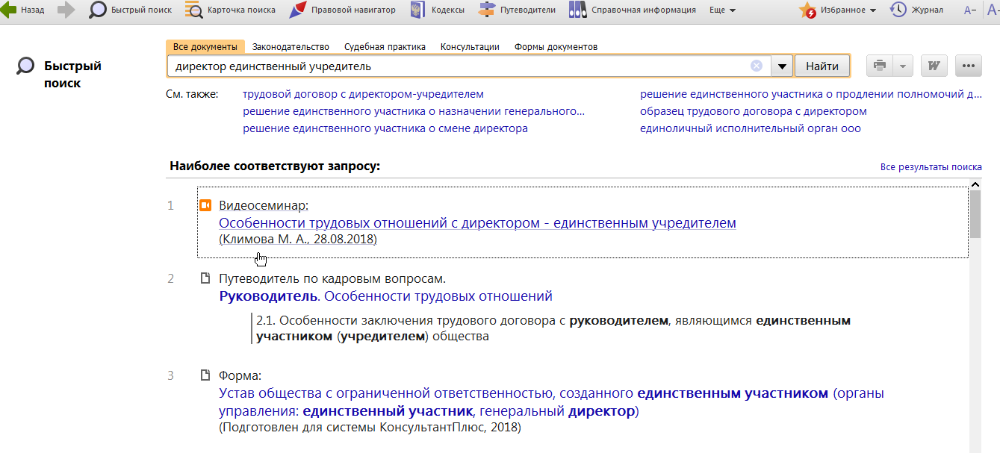 Назад Быстрый поиск Карточка поиска Правовой навигатор Кодексы Путеводители Справочная информация Еще Избранное Журнал A− A-
Быстрый поиск
Все документы Законодательство Судебная практика Консультации Формы документов
директор единственный учредитель Найти W
См. также: трудовой договор с директором-учредителем решение единственного участника о продлении полномочий д...
решение единственного участника о назначении генерального... образец трудового договора с директором
решение единственного участника о смене директора единоличный исполнительный орган ооо
Наиболее соответствуют запросу: Все результаты поиска
1 Видеосеминар:
Особенности трудовых отношений с директором - единственным учредителем
(Климова М. А., 28.08.2018)
2 Путеводитель по кадровым вопросам.
Руководитель. Особенности трудовых отношений
2.1. Особенности заключения трудового договора с руководителем, являющимся единственным
участником (учредителем) общества
3 Форма:
Устав общества с ограниченной ответственностью, созданного единственным участником (органы
управления: единственный участник, генеральный директор)
(Подготовлен для системы КонсультантПлюс, 2018)